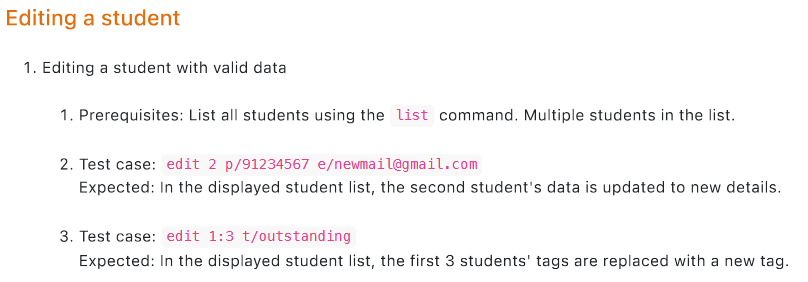 Editing a student
1. Editing a student with valid data
1. Prerequisites: List all students using the list command. Multiple students in the list.
2. Test case: edit 2 p/91234567 e/newmail@gmail.com
Expected: In the displayed student list, the second student's data is updated to new details.
3. Test case: edit 1:3 t/outstanding
Expected: In the displayed student list, the first 3 students' tags are replaced with a new tag.